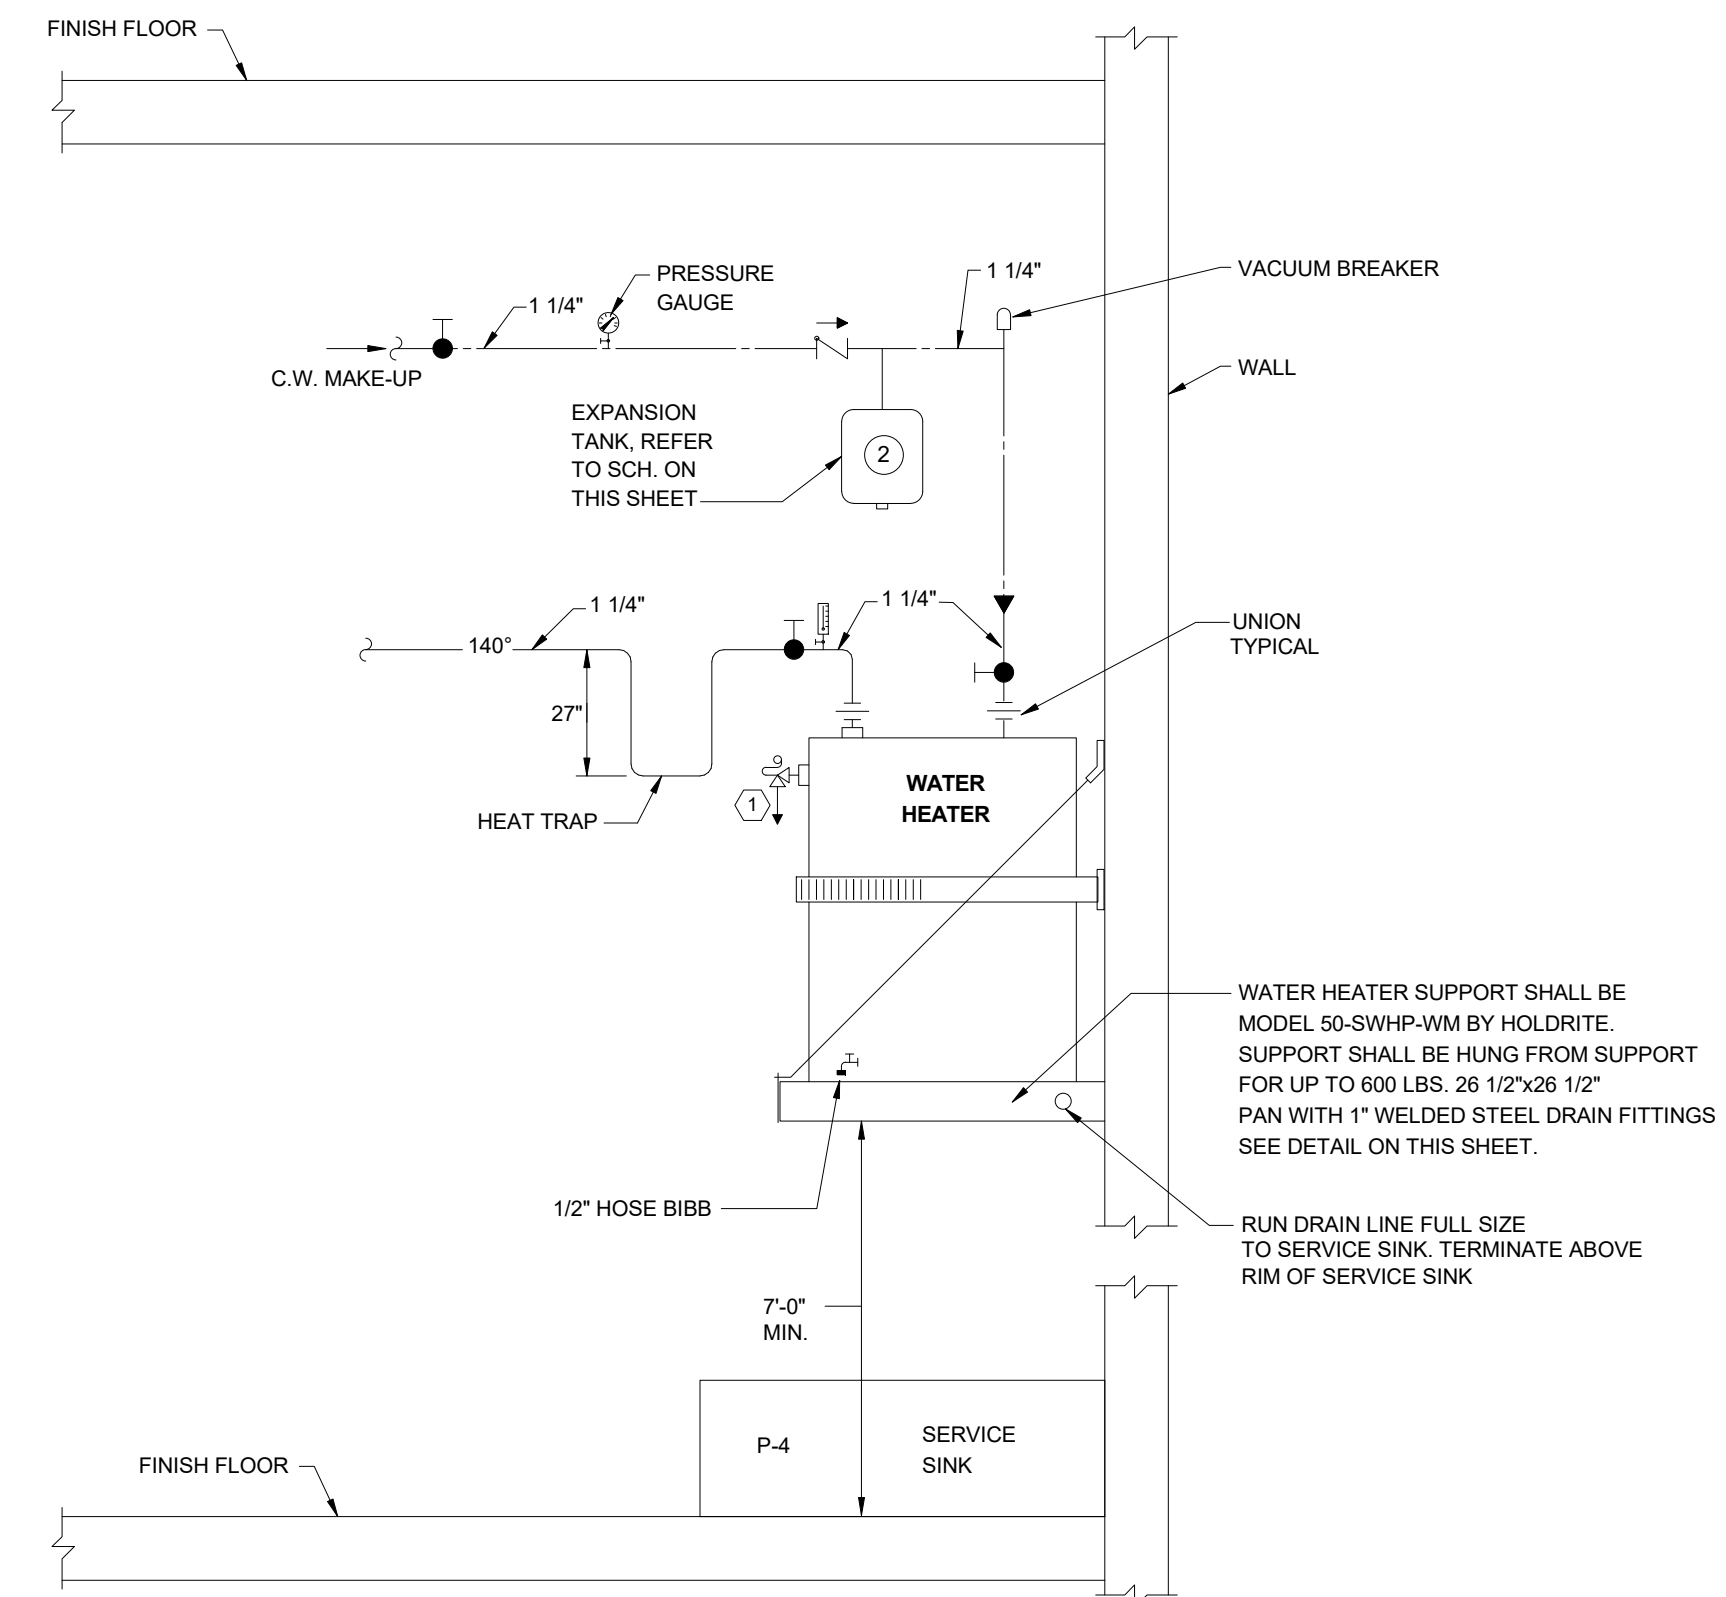 FINISH FLOOR
PRESSURE
GAUGE
1 1/4"
1 1/4"
VACUUM BREAKER
C.W. MAKE-UP
WALL
EXPANSION
TANK, REFER
TO SCH. ON
THIS SHEET
2
1 1/4"
1 1/4"
140°
UNION
TYPICAL
27"
HEAT TRAP
1
WATER
HEATER
WATER HEATER SUPPORT SHALL BE
MODEL 50-SWHP-WM BY HOLDRITE.
SUPPORT SHALL BE HUNG FROM SUPPORT
FOR UP TO 600 LBS. 26 1/2"x26 1/2"
PAN WITH 1" WELDED STEEL DRAIN FITTINGS
SEE DETAIL ON THIS SHEET.
1/2" HOSE BIBB
RUN DRAIN LINE FULL SIZE
TO SERVICE SINK. TERMINATE ABOVE
RIM OF SERVICE SINK
7'-0"
MIN.
P-4
SERVICE
SINK
FINISH FLOOR